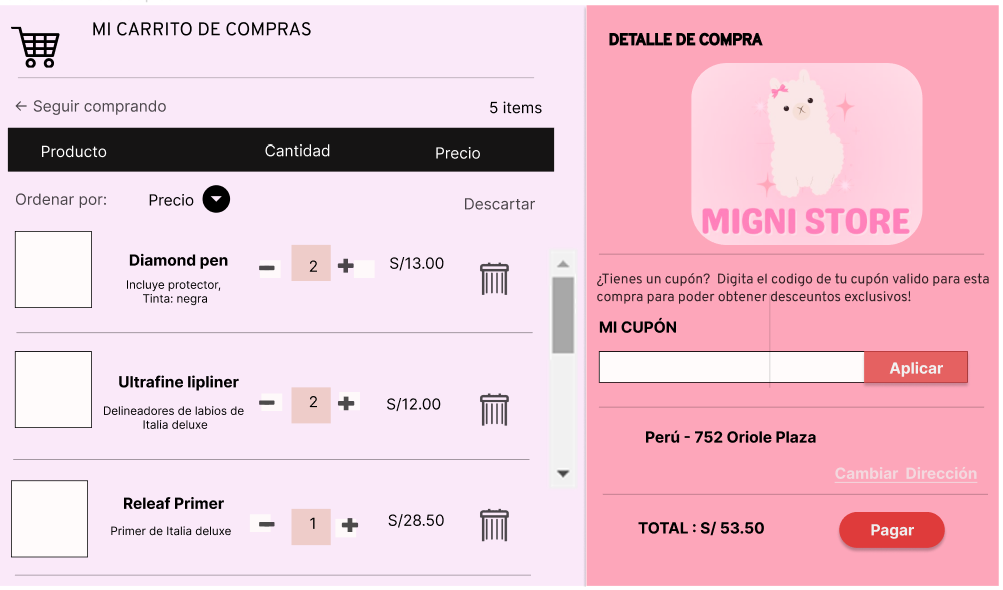 MI CARRITO DE COMPRAS
← Seguir comprando
5 items
Producto Cantidad Precio
Ordenar por: Precio
Descartar
Diamond pen
Incluye protector,
Tinta: negra
2
S/13.00
Ultrafine lipliner
Delineadores de labios de
Italia deluxe
2
S/12.00
Releaf Primer
Primer de Italia deluxe
1
S/28.50
DETALLE DE COMPRA
MIGNI STORE
¿Tienes un cupón? Digita el codigo de tu cupón valido para esta
compra para poder obtener desceuntos exclusivos!
MI CUPÓN
Aplicar
Perú - 752 Oriole Plaza
Cambiar Dirección
TOTAL : S/ 53.50
Pagar